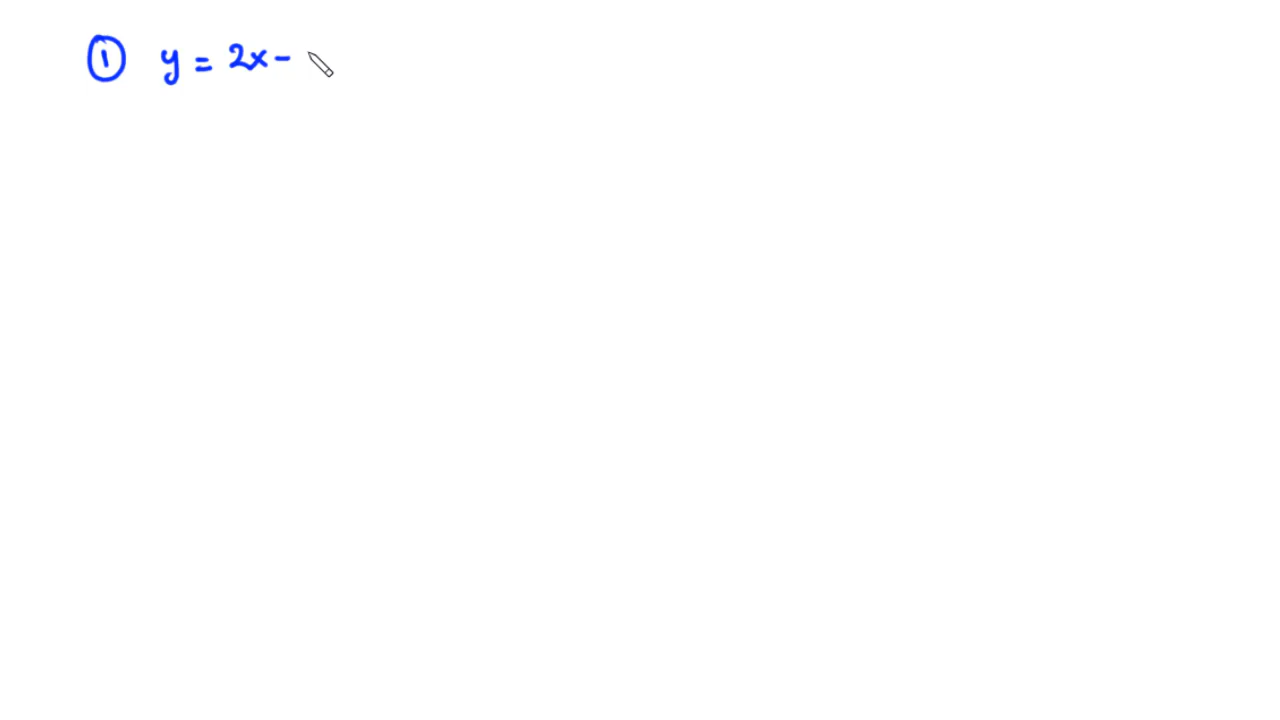 ① y = 2x -